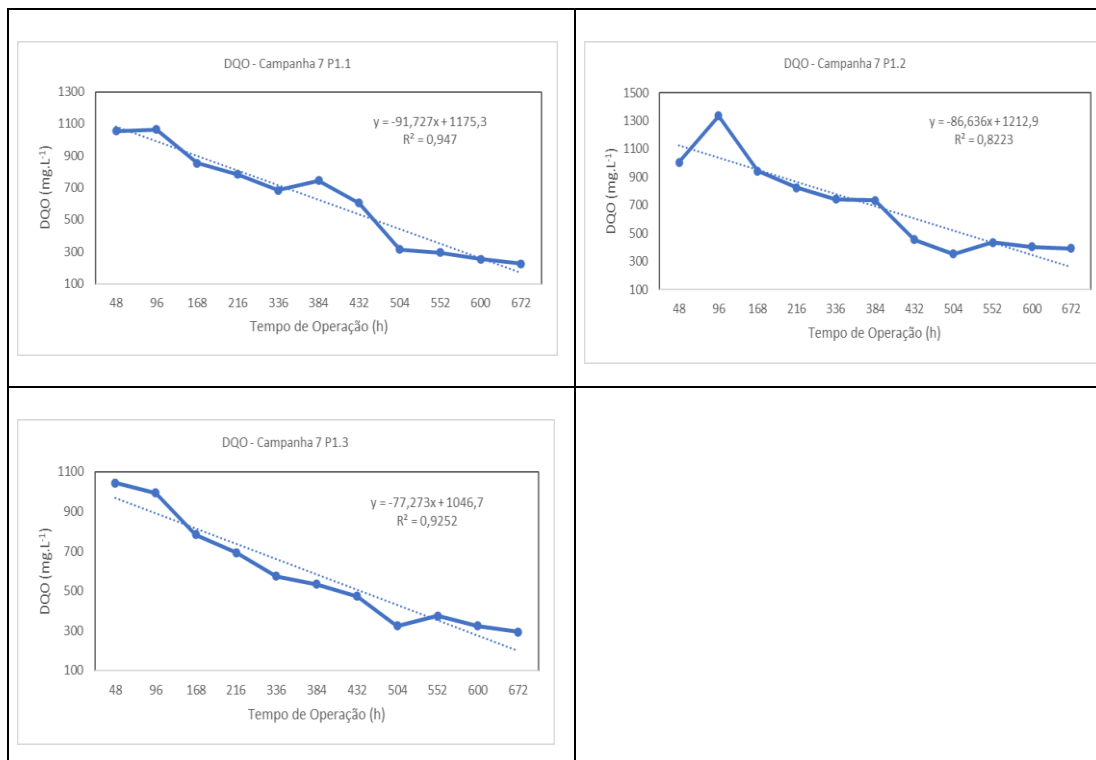 DQO - Campanha 7 P1.1
1300
1100
900
700
500
300
100
DQO (mg.L⁻¹)
y = -91,727x + 1175,3
R² = 0,947
48 96 168 216 336 384 432 504 552 600 672
Tempo de Operação (h)
DQO - Campanha 7 P1.2
1500
1300
1100
900
700
500
300
100
DQO (mg.L⁻¹)
y = -86,636x + 1212,9
R² = 0,8223
48 96 168 216 336 384 432 504 552 600 672
Tempo de Operação (h)
DQO - Campanha 7 P1.3
1100
900
700
500
300
100
DQO (mg.L⁻¹)
y = -77,273x + 1046,7
R² = 0,9252
48 96 168 216 336 384 432 504 552 600 672
Tempo de Operação (h)